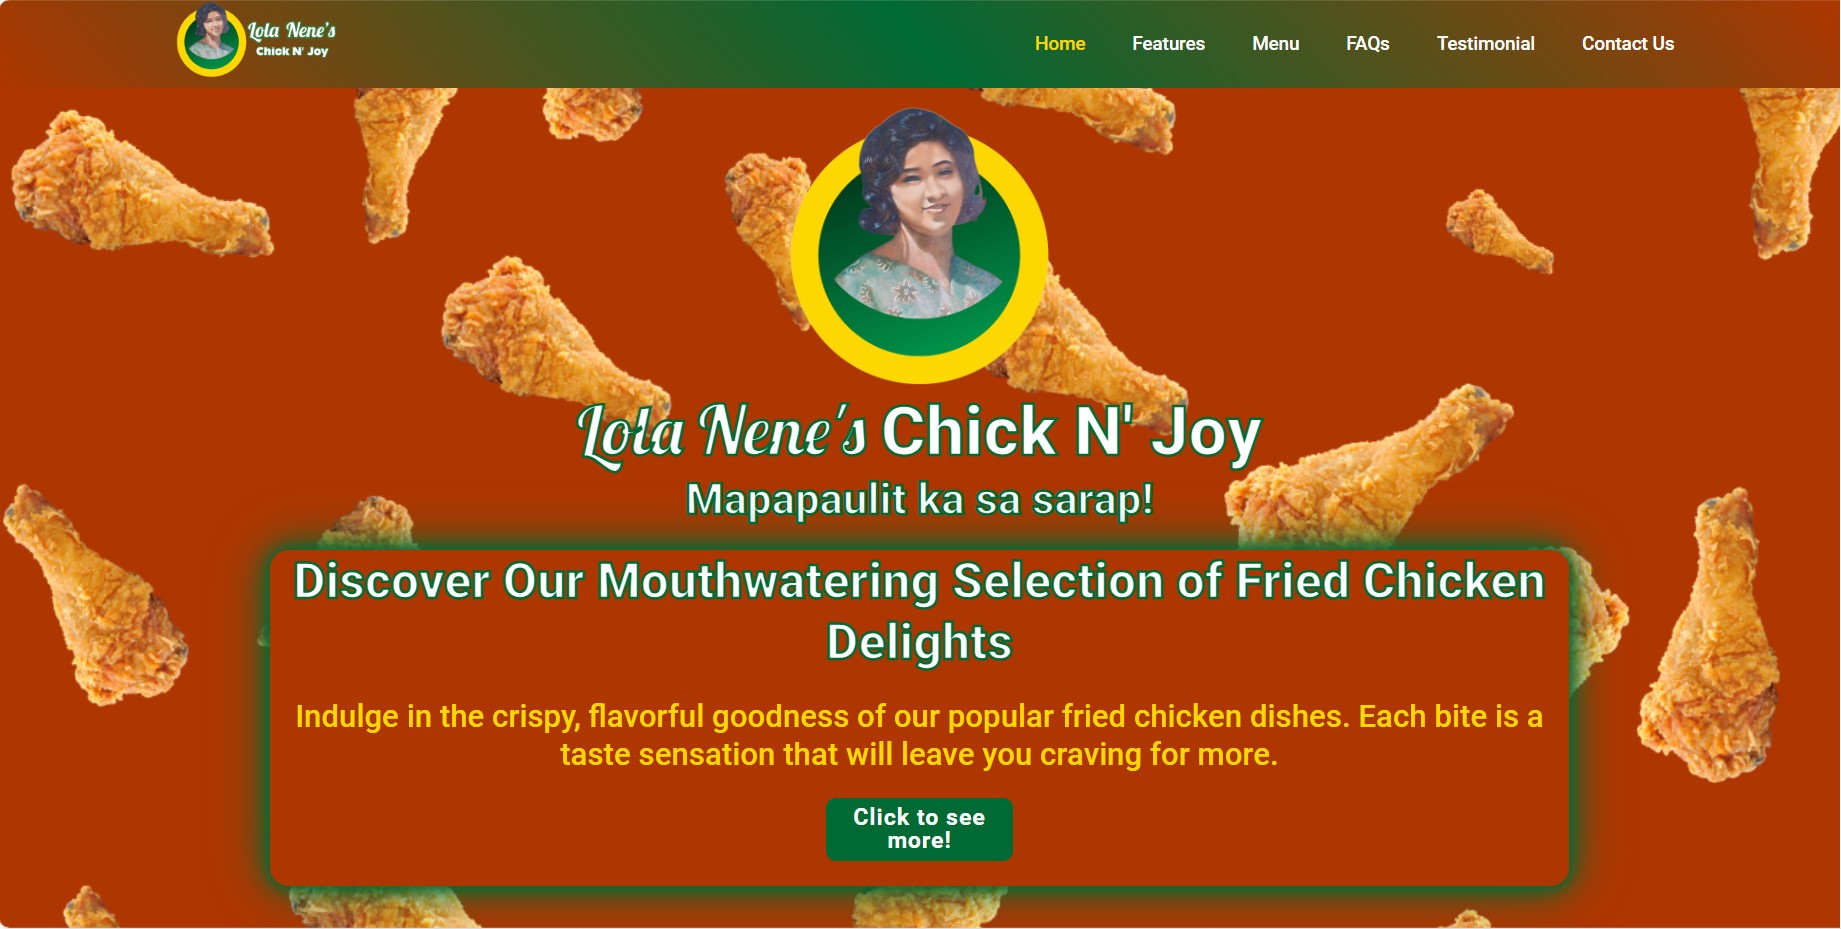 Lola Nene's
Chick N' Joy
Home Features Menu FAQs Testimonial Contact Us
Lola Nene's Chick N' Joy
Mapapaulit ka sa sarap!
Discover Our Mouthwatering Selection of Fried Chicken
Delights
Indulge in the crispy, flavorful goodness of our popular fried chicken dishes. Each bite is a
taste sensation that will leave you craving for more.
Click to see
more!